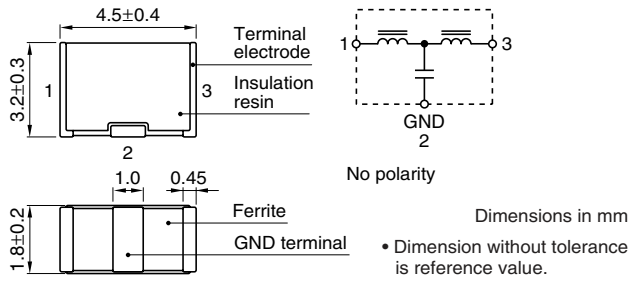 4.5±0.4
3.2±0.3
1
3
Terminal
electrode
Insulation
resin
2
1
3
GND
2
No polarity
1.0
0.45
1.8±0.2
Ferrite
GND terminal
Dimensions in mm
• Dimension without tolerance
is reference value.